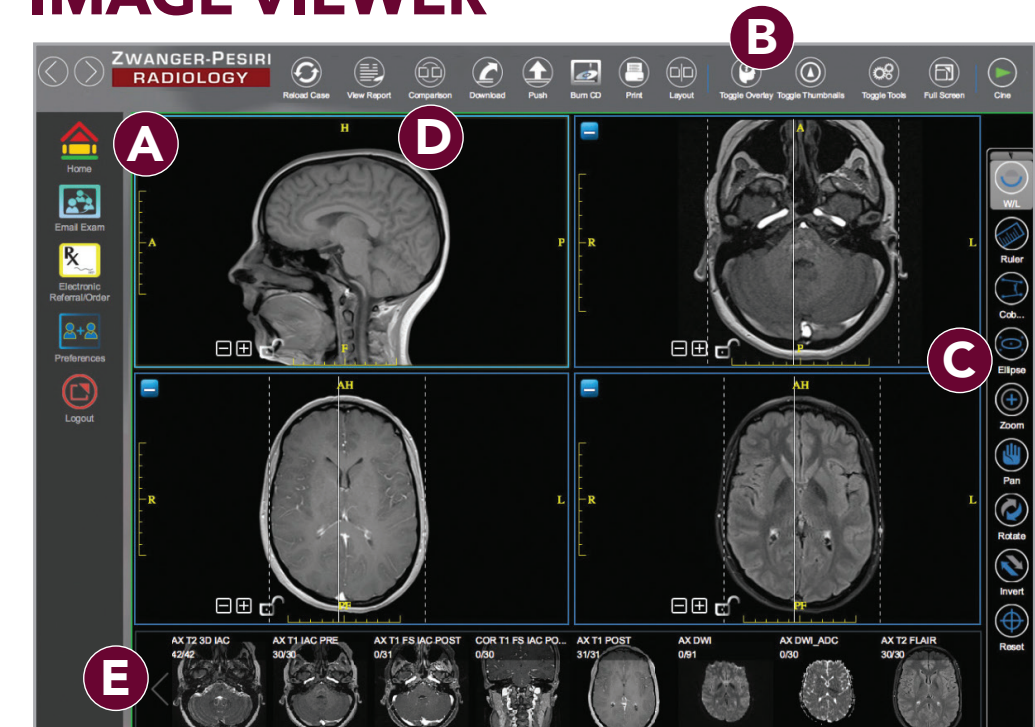 IMAGE VIEWER
B
ZWANGER-PESIRI
RADIOLOGY
Reload Case
View Report
Comparison
Download
Push
Burn CD
Print
Layout
Toggle Overlay
Toggle Thumbnails
Toggle Tools
Full Screen
Cine
A
D
Home
Email Exam
Rx
Electronic
Referral/Order
Preferences
Logout
H
A
P
F
A
R
L
P
AH
R
L
PF
AH
R
L
PF
C
W/L
Ruler
Cob...
Ellipse
Zoom
Pan
Rotate
Invert
Reset
E
AX T2 3D IAC
42/42
AX T1 IAC PRE
30/30
AX T1 FS IAC POST
0/31
COR T1 FS IAC PO...
0/30
AX T1 POST
31/31
AX DWI
0/91
AX DWI_ADC
0/30
AX T2 FLAIR
30/30